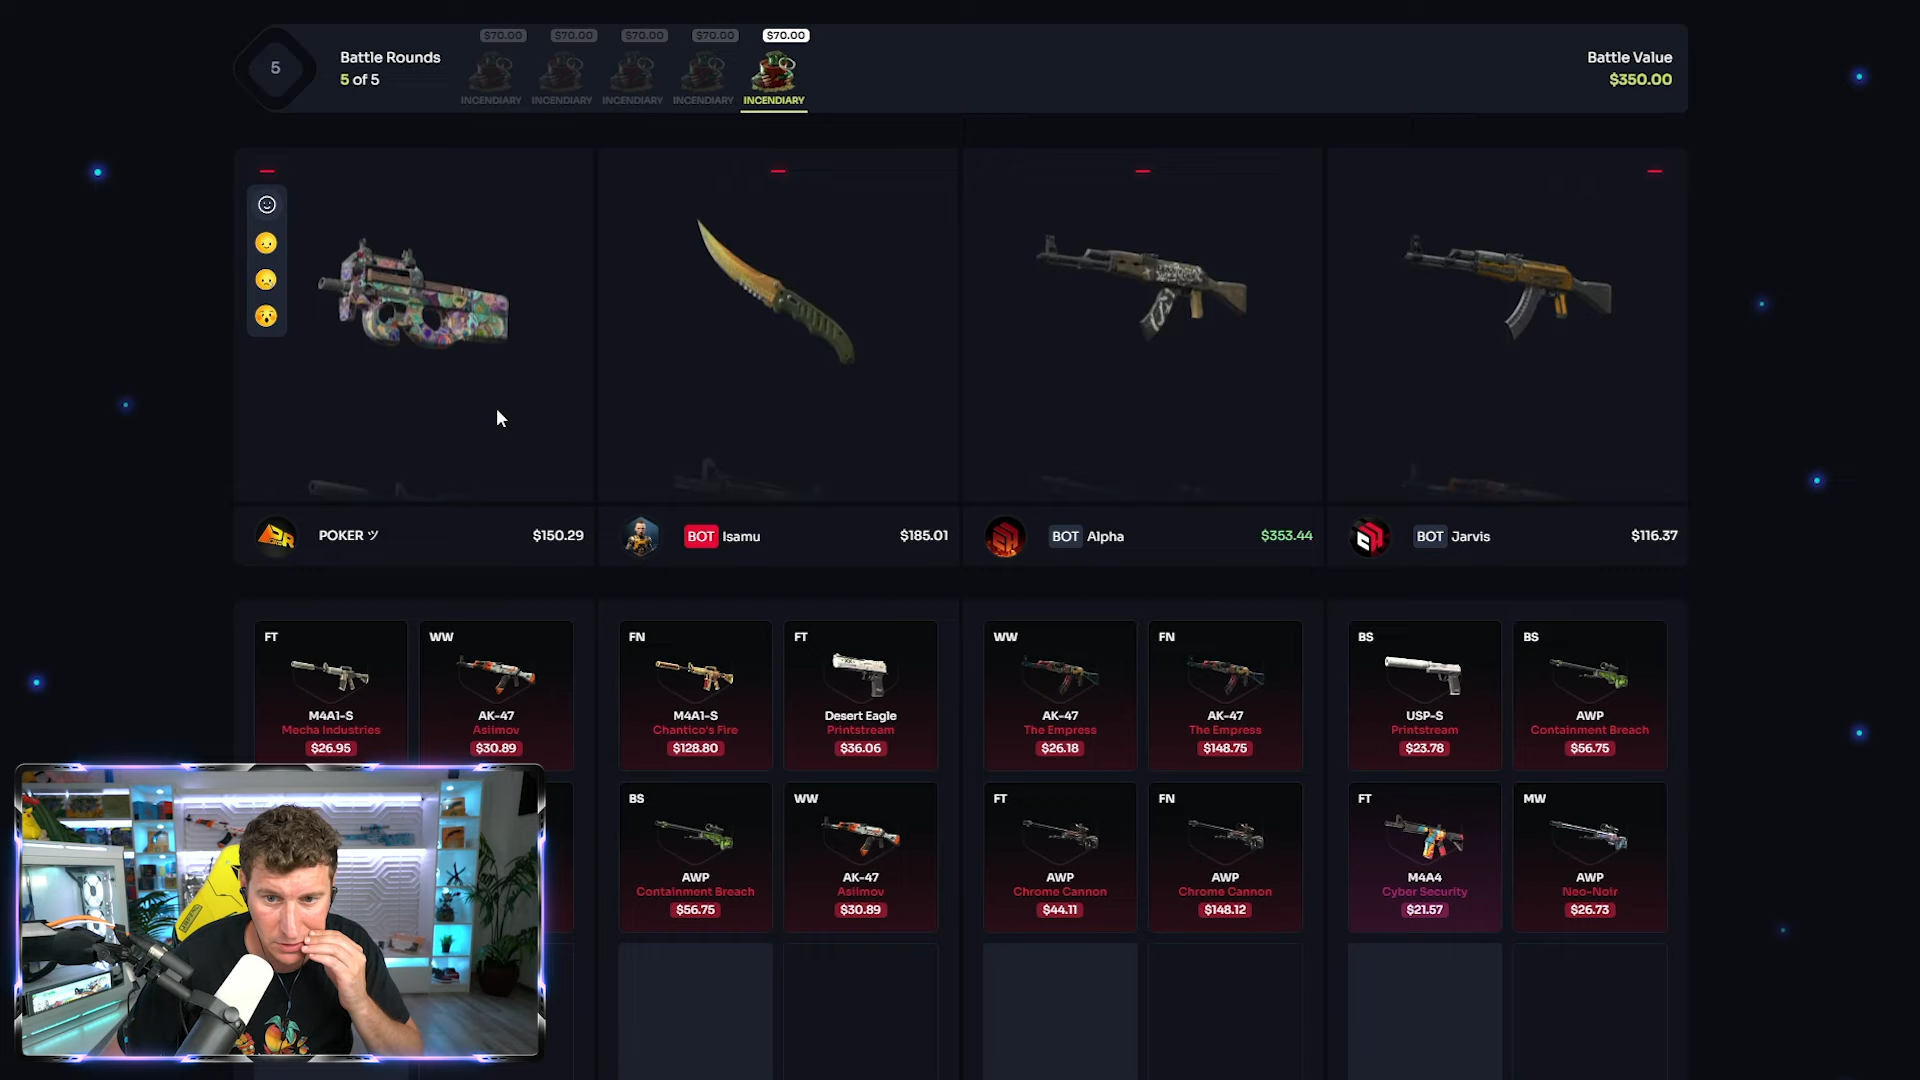 5
Battle Rounds
5 of 5
$70.00
$70.00
$70.00
$70.00
$70.00
INCENDIARY
INCENDIARY
INCENDIARY
INCENDIARY
INCENDIARY
Battle Value
$350.00
POKER ツ
$150.29
BOT Isamu
$185.01
BOT Alpha
$353.44
BOT Jarvis
$116.37
FT
M4A1-S
Mecha Industries
$26.95
WW
AK-47
Asiimov
$30.89
FN
M4A1-S
Chantico's Fire
$128.80
FT
Desert Eagle
Printstream
$36.06
WW
AK-47
The Empress
$26.18
FN
AK-47
The Empress
$148.75
BS
USP-S
Printstream
$23.78
BS
AWP
Containment Breach
$56.75
BS
AWP
Containment Breach
$56.75
WW
AK-47
Asiimov
$30.89
FT
AWP
Chrome Cannon
$44.11
FN
AWP
Chrome Cannon
$148.12
FT
M4A4
Cyber Security
$21.57
MW
AWP
Neo-Noir
$26.73